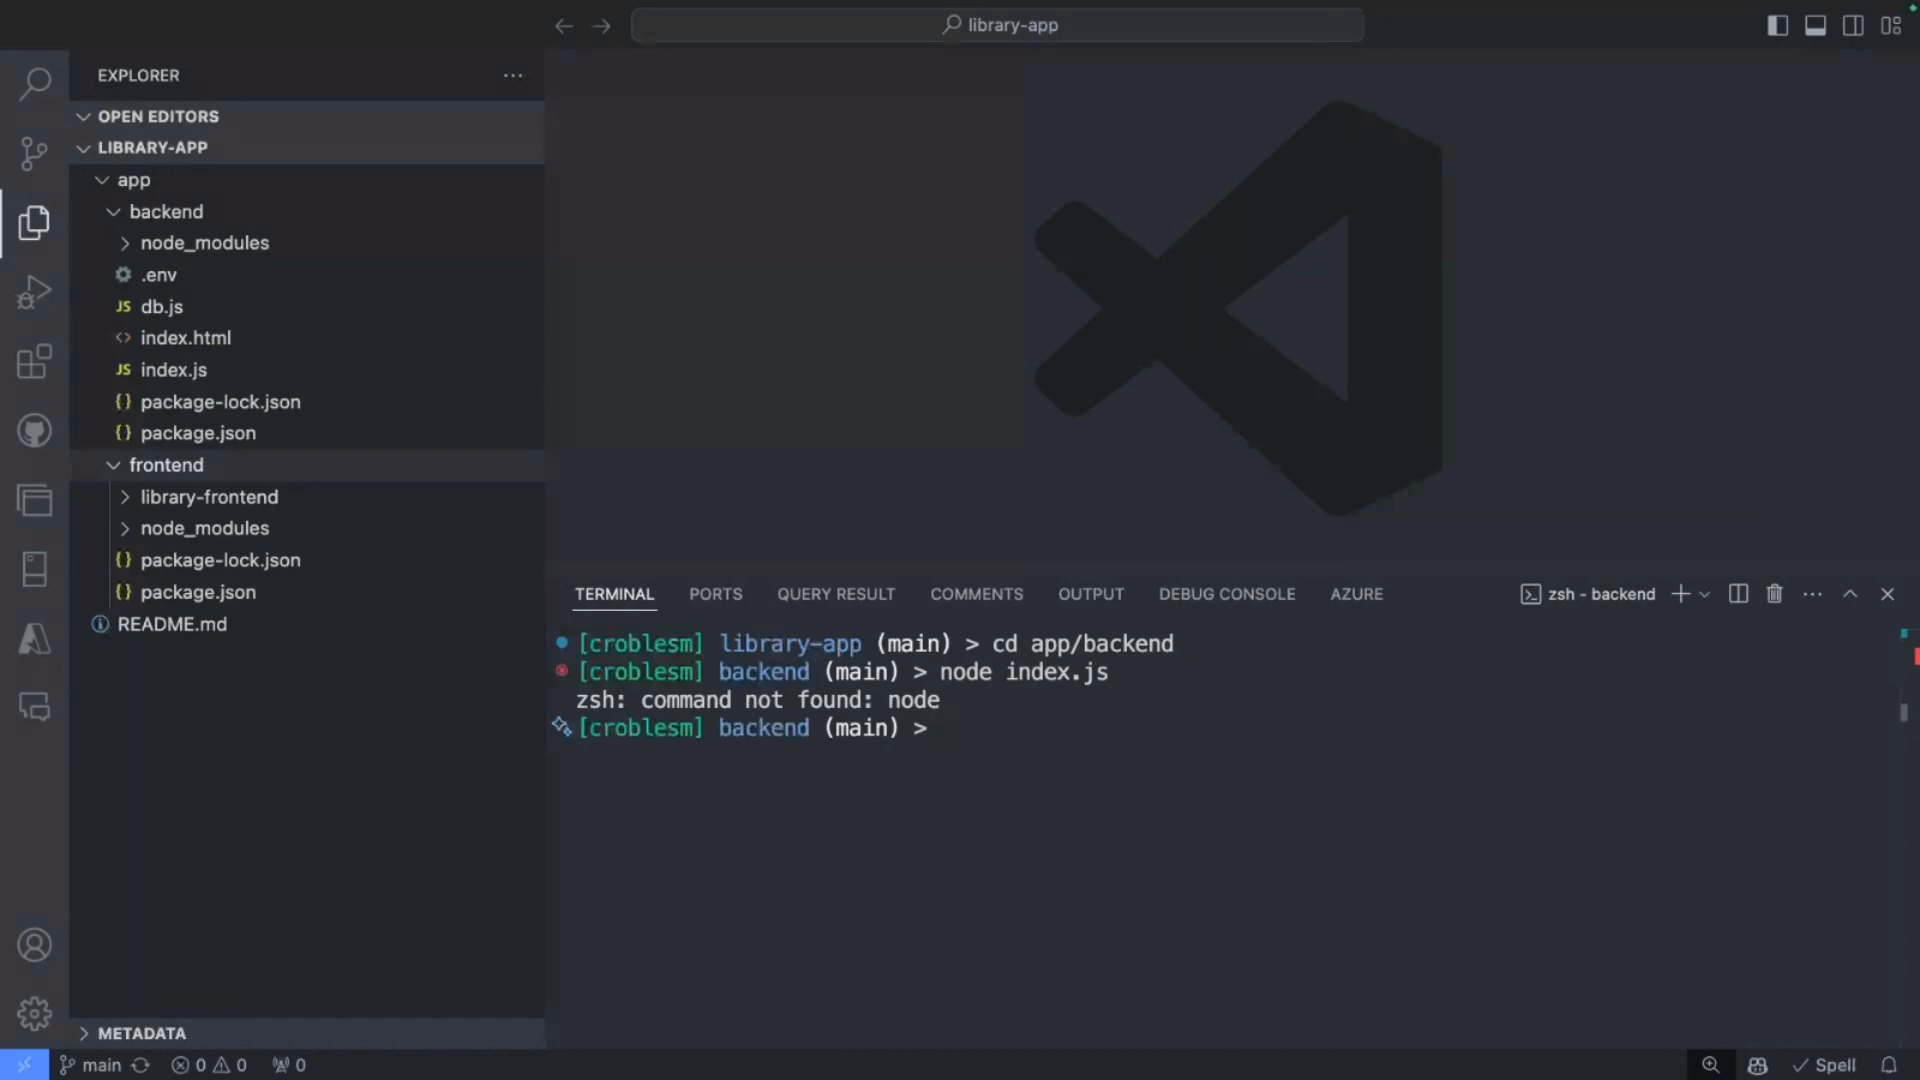 library-app
EXPLORER
OPEN EDITORS
LIBRARY-APP
app
backend
node_modules
.env
JS db.js
index.html
JS index.js
{} package-lock.json
{} package.json
frontend
library-frontend
node_modules
{} package-lock.json
{} package.json
README.md
METADATA
TERMINAL PORTS QUERY RESULT COMMENTS OUTPUT DEBUG CONSOLE AZURE zsh - backend
[croblesm] library-app (main) > cd app/backend
[croblesm] backend (main) > node index.js
zsh: command not found: node
[croblesm] backend (main) >
main 0 0 0 Spell